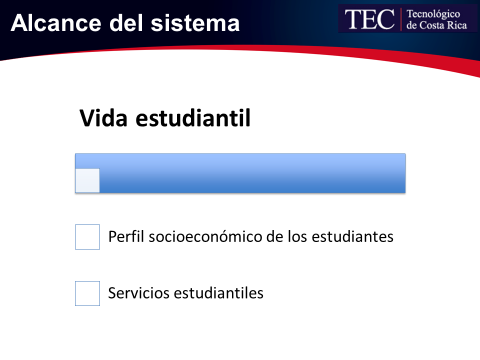 Alcance del sistema
TEC | Tecnológico
de Costa Rica
Vida estudiantil
Perfil socioeconómico de los estudiantes
Servicios estudiantiles